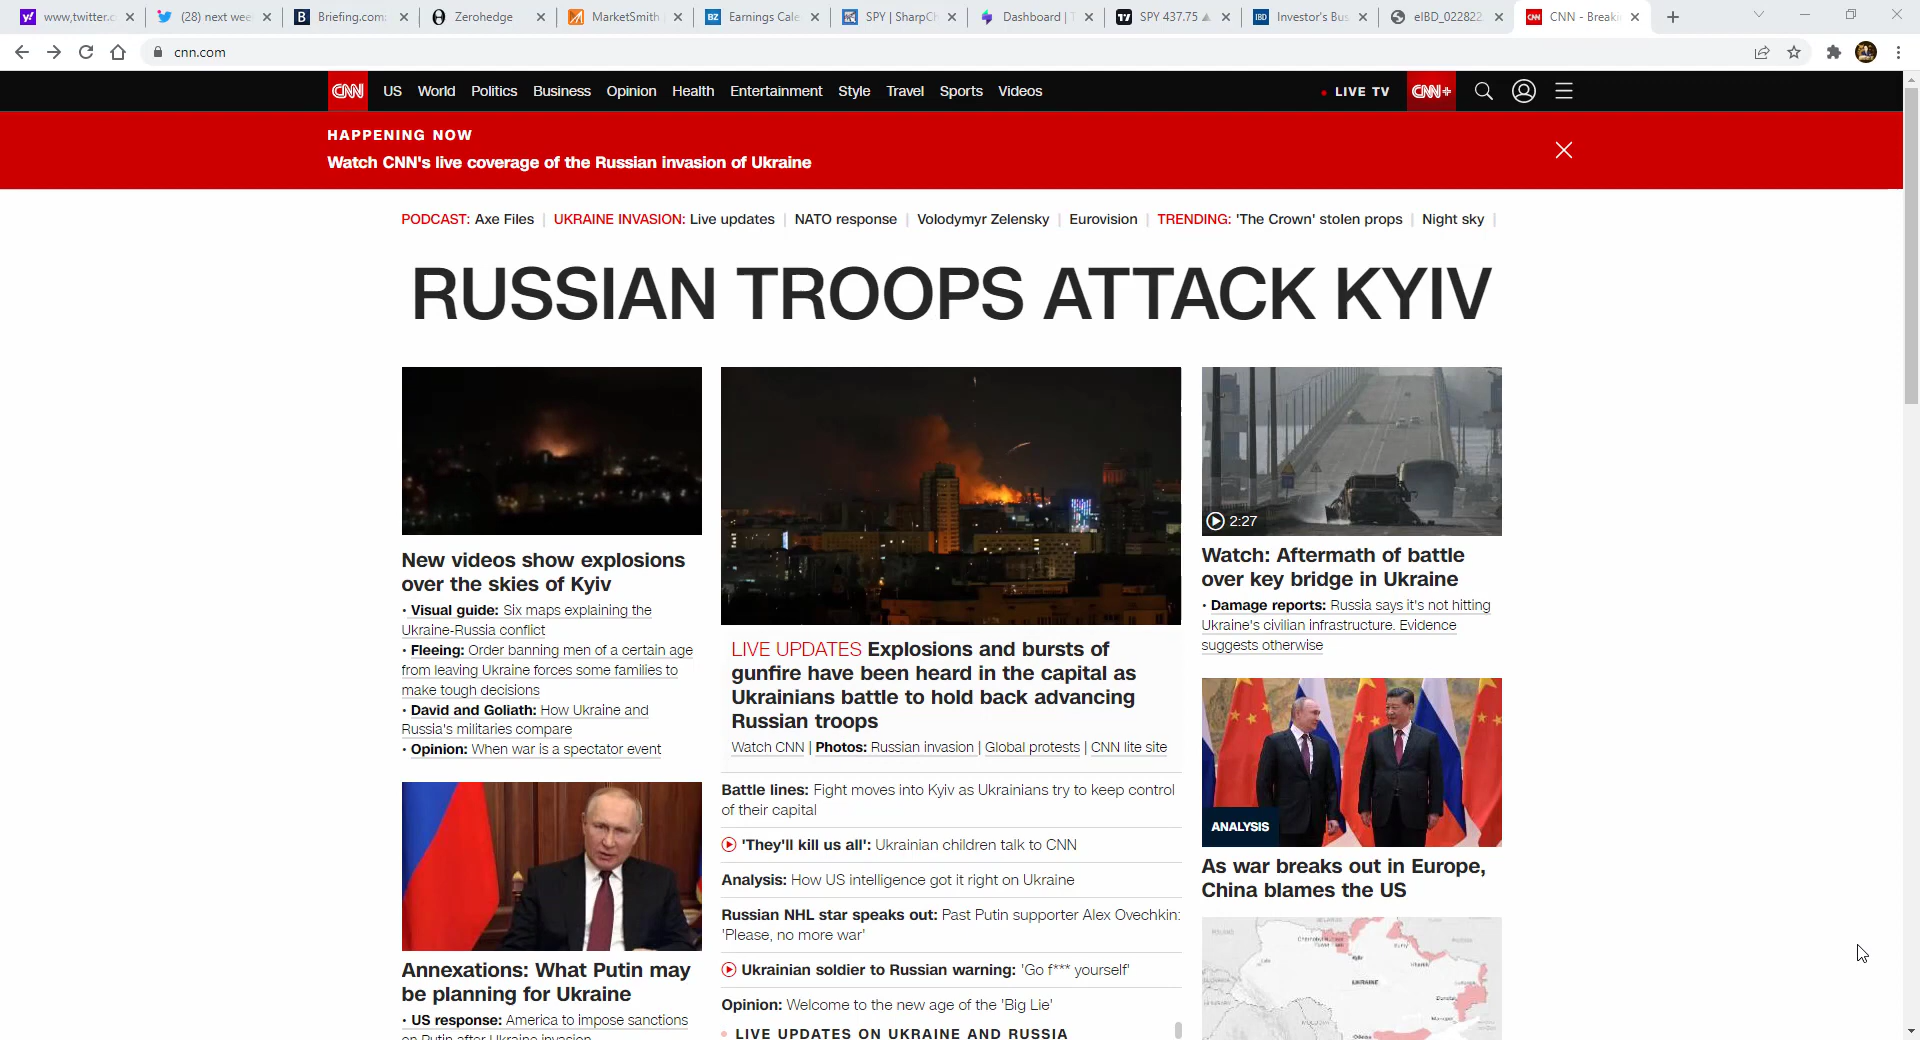 www.twitter.c
(28) next wee
Briefing.com:
Zerohedge
MarketSmith
Earnings Cale
SPY | SharpCh
Dashboard | T
SPY 437.75
Investor's Bus
eIBD_022822
CNN - Breaki
cnn.com
CNN US World Politics Business Opinion Health Entertainment Style Travel Sports Videos LIVE TV CNN+
HAPPENING NOW
Watch CNN's live coverage of the Russian invasion of Ukraine
PODCAST: Axe Files | UKRAINE INVASION: Live updates | NATO response | Volodymyr Zelensky | Eurovision | TRENDING: 'The Crown' stolen props | Night sky |
RUSSIAN TROOPS ATTACK KYIV
New videos show explosions
over the skies of Kyiv
• Visual guide: Six maps explaining the
Ukraine-Russia conflict
• Fleeing: Order banning men of a certain age
from leaving Ukraine forces some families to
make tough decisions
• David and Goliath: How Ukraine and
Russia's militaries compare
• Opinion: When war is a spectator event
Annexations: What Putin may
be planning for Ukraine
• US response: America to impose sanctions
on Putin after Ukraine invasion
LIVE UPDATES Explosions and bursts of
gunfire have been heard in the capital as
Ukrainians battle to hold back advancing
Russian troops
Watch CNN | Photos: Russian invasion | Global protests | CNN lite site
Battle lines: Fight moves into Kyiv as Ukrainians try to keep control
of their capital
'They'll kill us all': Ukrainian children talk to CNN
Analysis: How US intelligence got it right on Ukraine
Russian NHL star speaks out: Past Putin supporter Alex Ovechkin:
'Please, no more war'
Ukrainian soldier to Russian warning: 'Go f*** yourself'
Opinion: Welcome to the new age of the 'Big Lie'
LIVE UPDATES ON UKRAINE AND RUSSIA
2:27
Watch: Aftermath of battle
over key bridge in Ukraine
• Damage reports: Russia says it's not hitting
Ukraine's civilian infrastructure. Evidence
suggests otherwise
ANALYSIS
As war breaks out in Europe,
China blames the US
Kyiv
UKRAINE